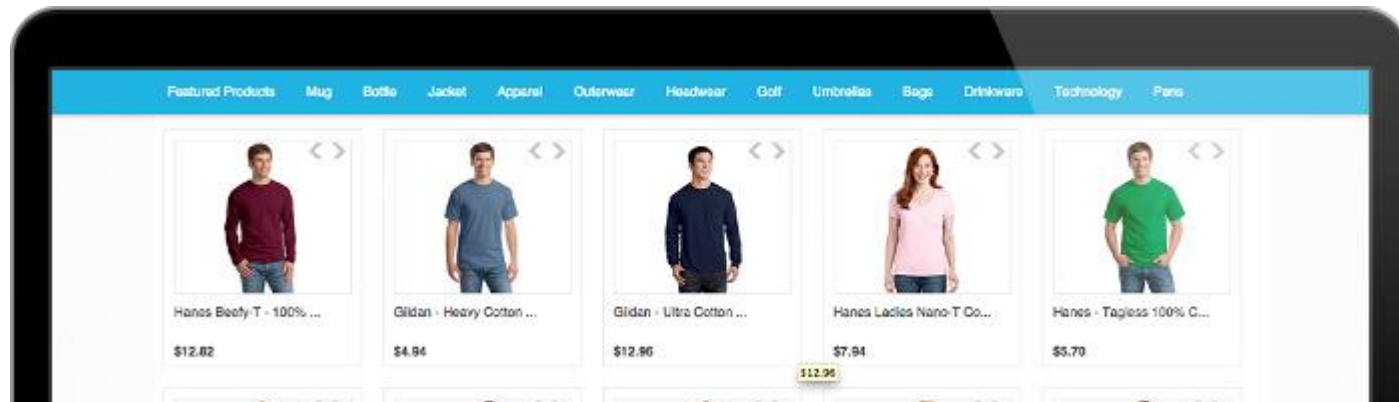 Featured Products Mug Bottle Jacket Apparel Outerwear Headwear Golf Umbrellas Bags Drinkware Technology Pens
Hanes Beefy-T - 100% ... Gildan - Heavy Cotton ... Gildan - Ultra Cotton ... Hanes Ladies Nano-T Co... Hanes - Tagless 100% C...
$12.82 $4.94 $12.96 $7.94 $5.70
$12.96